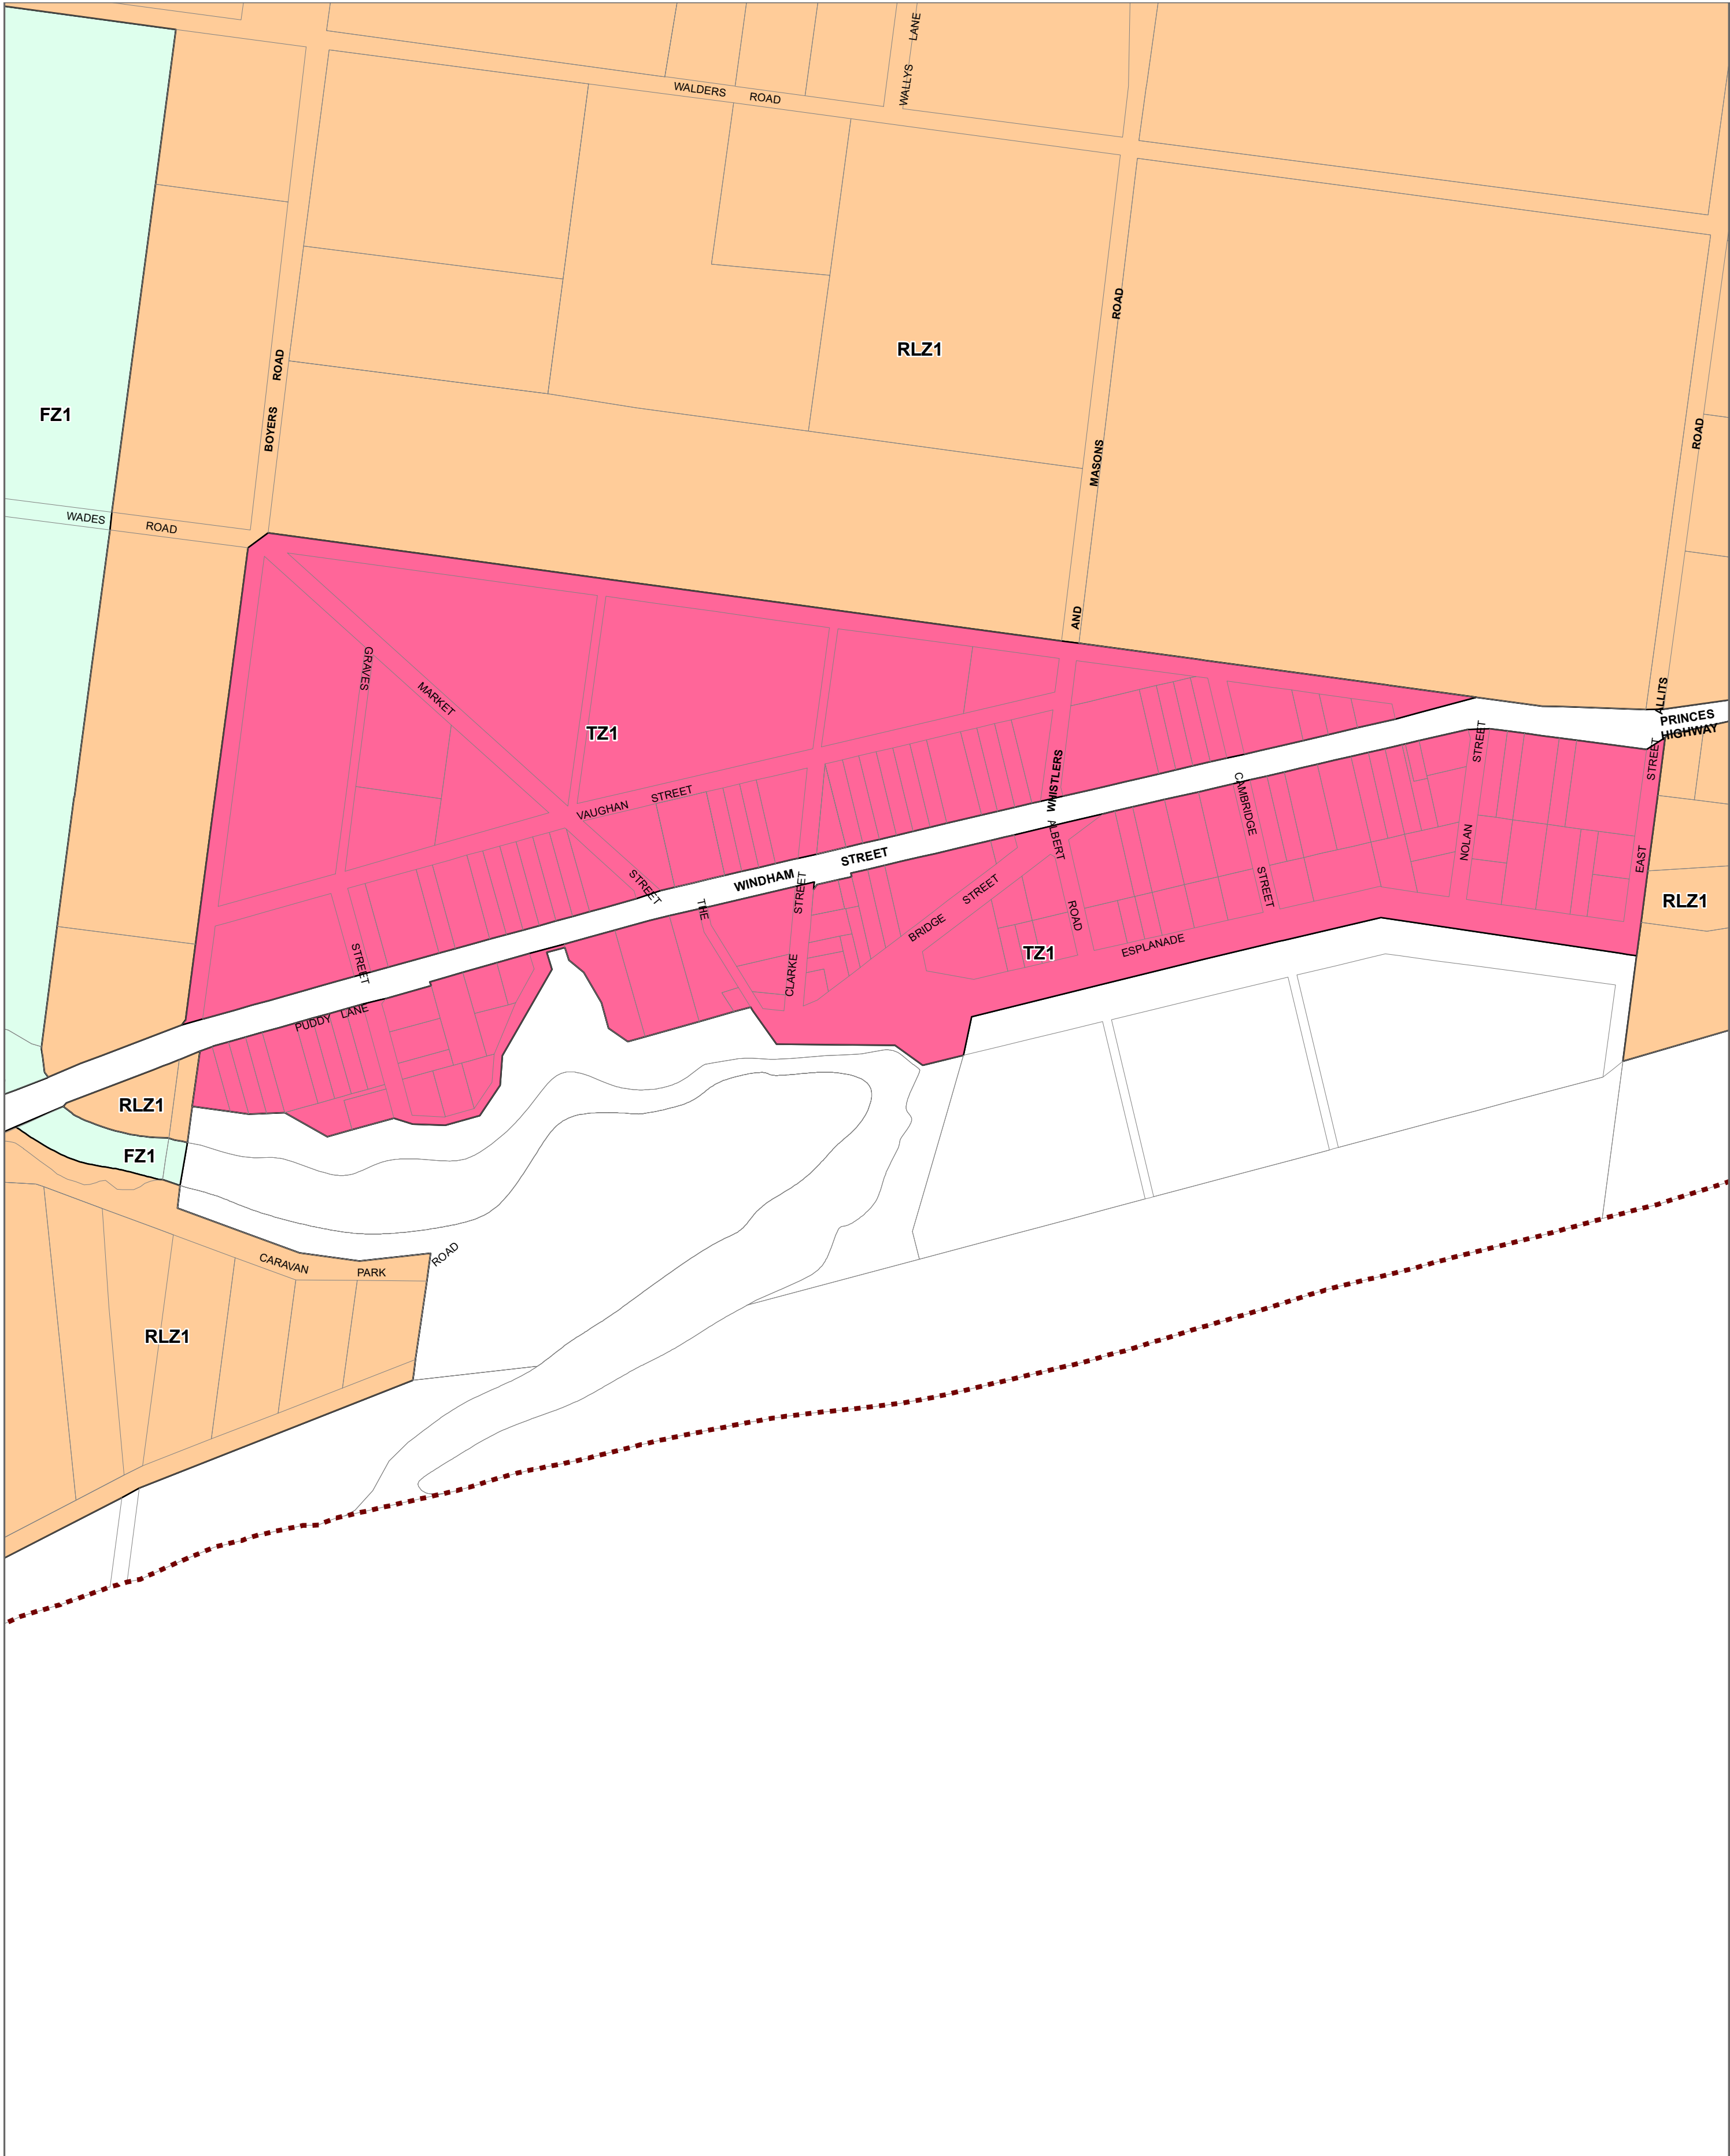 LANE
WALLYS
WALDERS ROAD
RLZ1
ROAD
ROAD
BOYERS
FZ1
MASONS
ROAD
WADES ROAD
AND
GRAVES
MARKET
ALLITS
PRINCES
HIGHWAY
TZ1
STREET
STREET
VAUGHAN STREET
WHISTLERS
CAMBRIDGE
ALBERT
NOLAN
EAST
WINDHAM STREET
STREET
THE
STREET
BRIDGE STREET
ROAD
STREET
RLZ1
STREET
CLARKE
TZ1
ESPLANADE
PUDDY LANE
RLZ1
FZ1
CARAVAN PARK ROAD
RLZ1